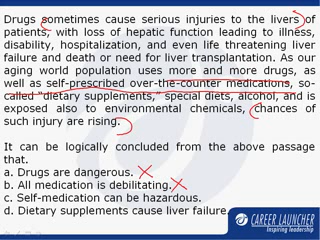 Drugs sometimes cause serious injuries to the livers of
patients, with loss of hepatic function leading to illness,
disability, hospitalization, and even life threatening liver
failure and death or need for liver transplantation. As our
aging world population uses more and more drugs, as
well as self-prescribed over-the-counter medications, so-
called “dietary supplements,” special diets, alcohol, and is
exposed also to environmental chemicals, chances of
such injury are rising.
It can be logically concluded from the above passage
that.
a. Drugs are dangerous.
b. All medication is debilitating.
c. Self-medication can be hazardous.
d. Dietary supplements cause liver failure.
CAREER LAUNCHER
Inspiring leadership